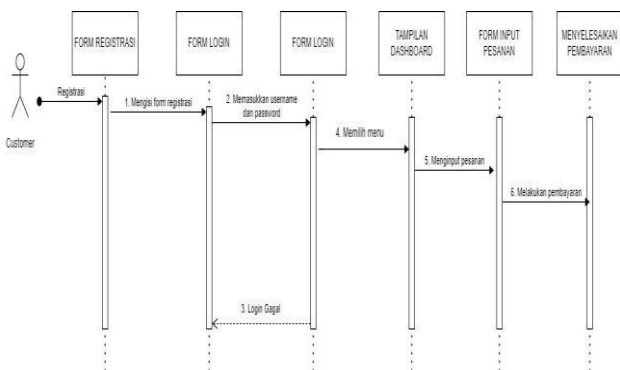 FORM REGISTRASI
FORM LOGIN
FORM LOGIN
TAMPILAN
DASHBOARD
FORM INPUT
PESANAN
MENYELESAIKAN
PEMBAYARAN
Registrasi
Customer
1. Mengisi form registrasi
2. Memasukkan username
dan password
4. Memilih menu
5. Menginput pesanan
6. Melakukan pembayaran
3. Login Gagal